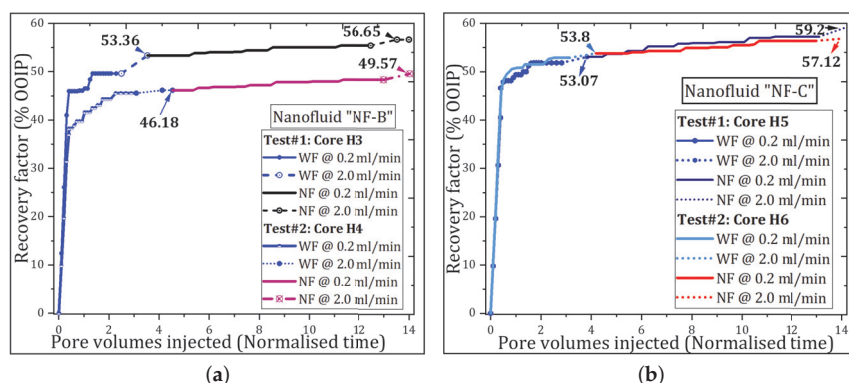 60
50
40
30
20
10
0
Recovery factor (% OOIP)
53.36
56.65
49.57
46.18
Nanofluid "NF-B"
Test#1: Core H3
WF @ 0.2 ml/min
WF @ 2.0 ml/min
NF @ 0.2 ml/min
NF @ 2.0 ml/min
Test#2: Core H4
WF @ 0.2 ml/min
WF @ 2.0 ml/min
NF @ 0.2 ml/min
NF @ 2.0 ml/min
0 2 4 6 8 10 12 14
Pore volumes injected (Normalised time)
(a)
60
50
40
30
20
10
0
Recovery factor (% OOIP)
53.8
59.2
53.07
57.12
Nanofluid "NF-C"
Test#1: Core H5
WF @ 0.2 ml/min
WF @ 2.0 ml/min
NF @ 0.2 ml/min
NF @ 2.0 ml/min
Test#2: Core H6
WF @ 0.2 ml/min
WF @ 2.0 ml/min
NF @ 0.2 ml/min
NF @ 2.0 ml/min
0 2 4 6 8 10 12 14
Pore volumes injected (Normalised time)
(b)